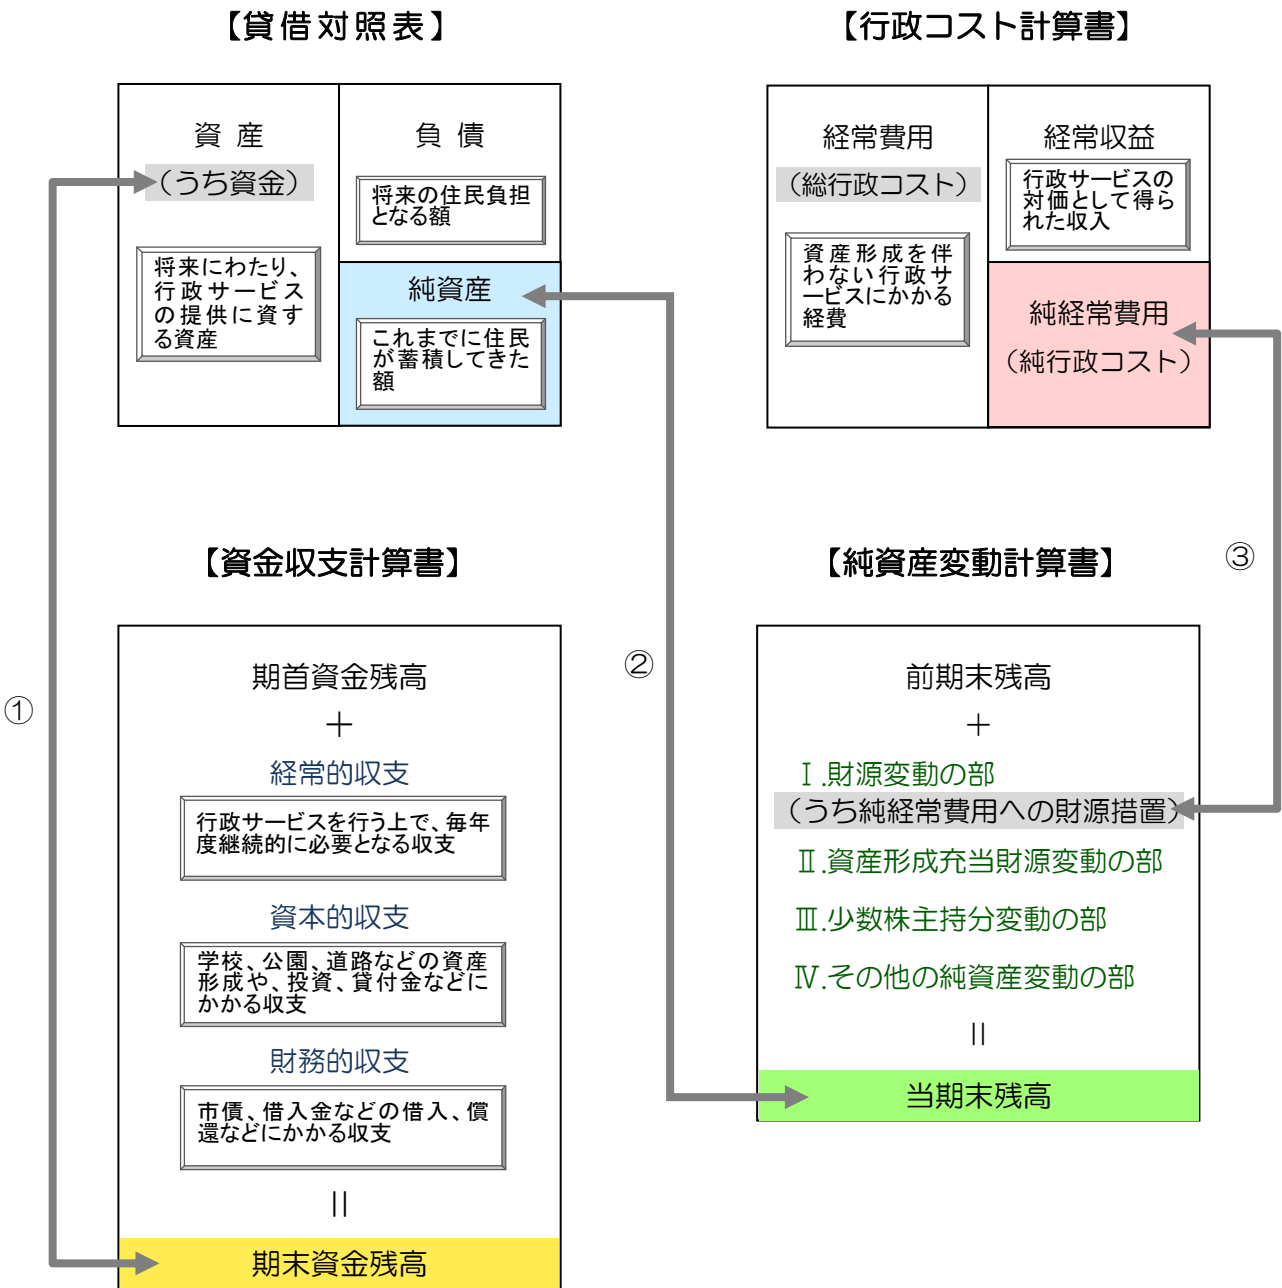 【貸借対照表】
資 産
（うち資金）
将来にわたり、
行政サービス
の提供に資す
る資産
負 債
将来の住民負担
となる額
純資産
これまでに住民
が蓄積してきた
額
【行政コスト計算書】
経常費用
（総行政コスト）
資産形成を伴
わない行政サ
ービスにかかる
経費
経常収益
行政サービスの
対価として得ら
れた収入
純経常費用
（純行政コスト）
①
【資金収支計算書】
期首資金残高
＋
経常的収支
行政サービスを行う上で、毎年
度継続的に必要となる収支
資本的収支
学校、公園、道路などの資産
形成や、投資、貸付金などに
かかる収支
財務的収支
市債、借入金などの借入、償
還などにかかる収支
＝
期末資金残高
②
【純資産変動計算書】
前期末残高
＋
Ⅰ.財源変動の部
（うち純経常費用への財源措置）
Ⅱ.資産形成充当財源変動の部
Ⅲ.少数株主持分変動の部
Ⅳ.その他の純資産変動の部
＝
当期末残高
③